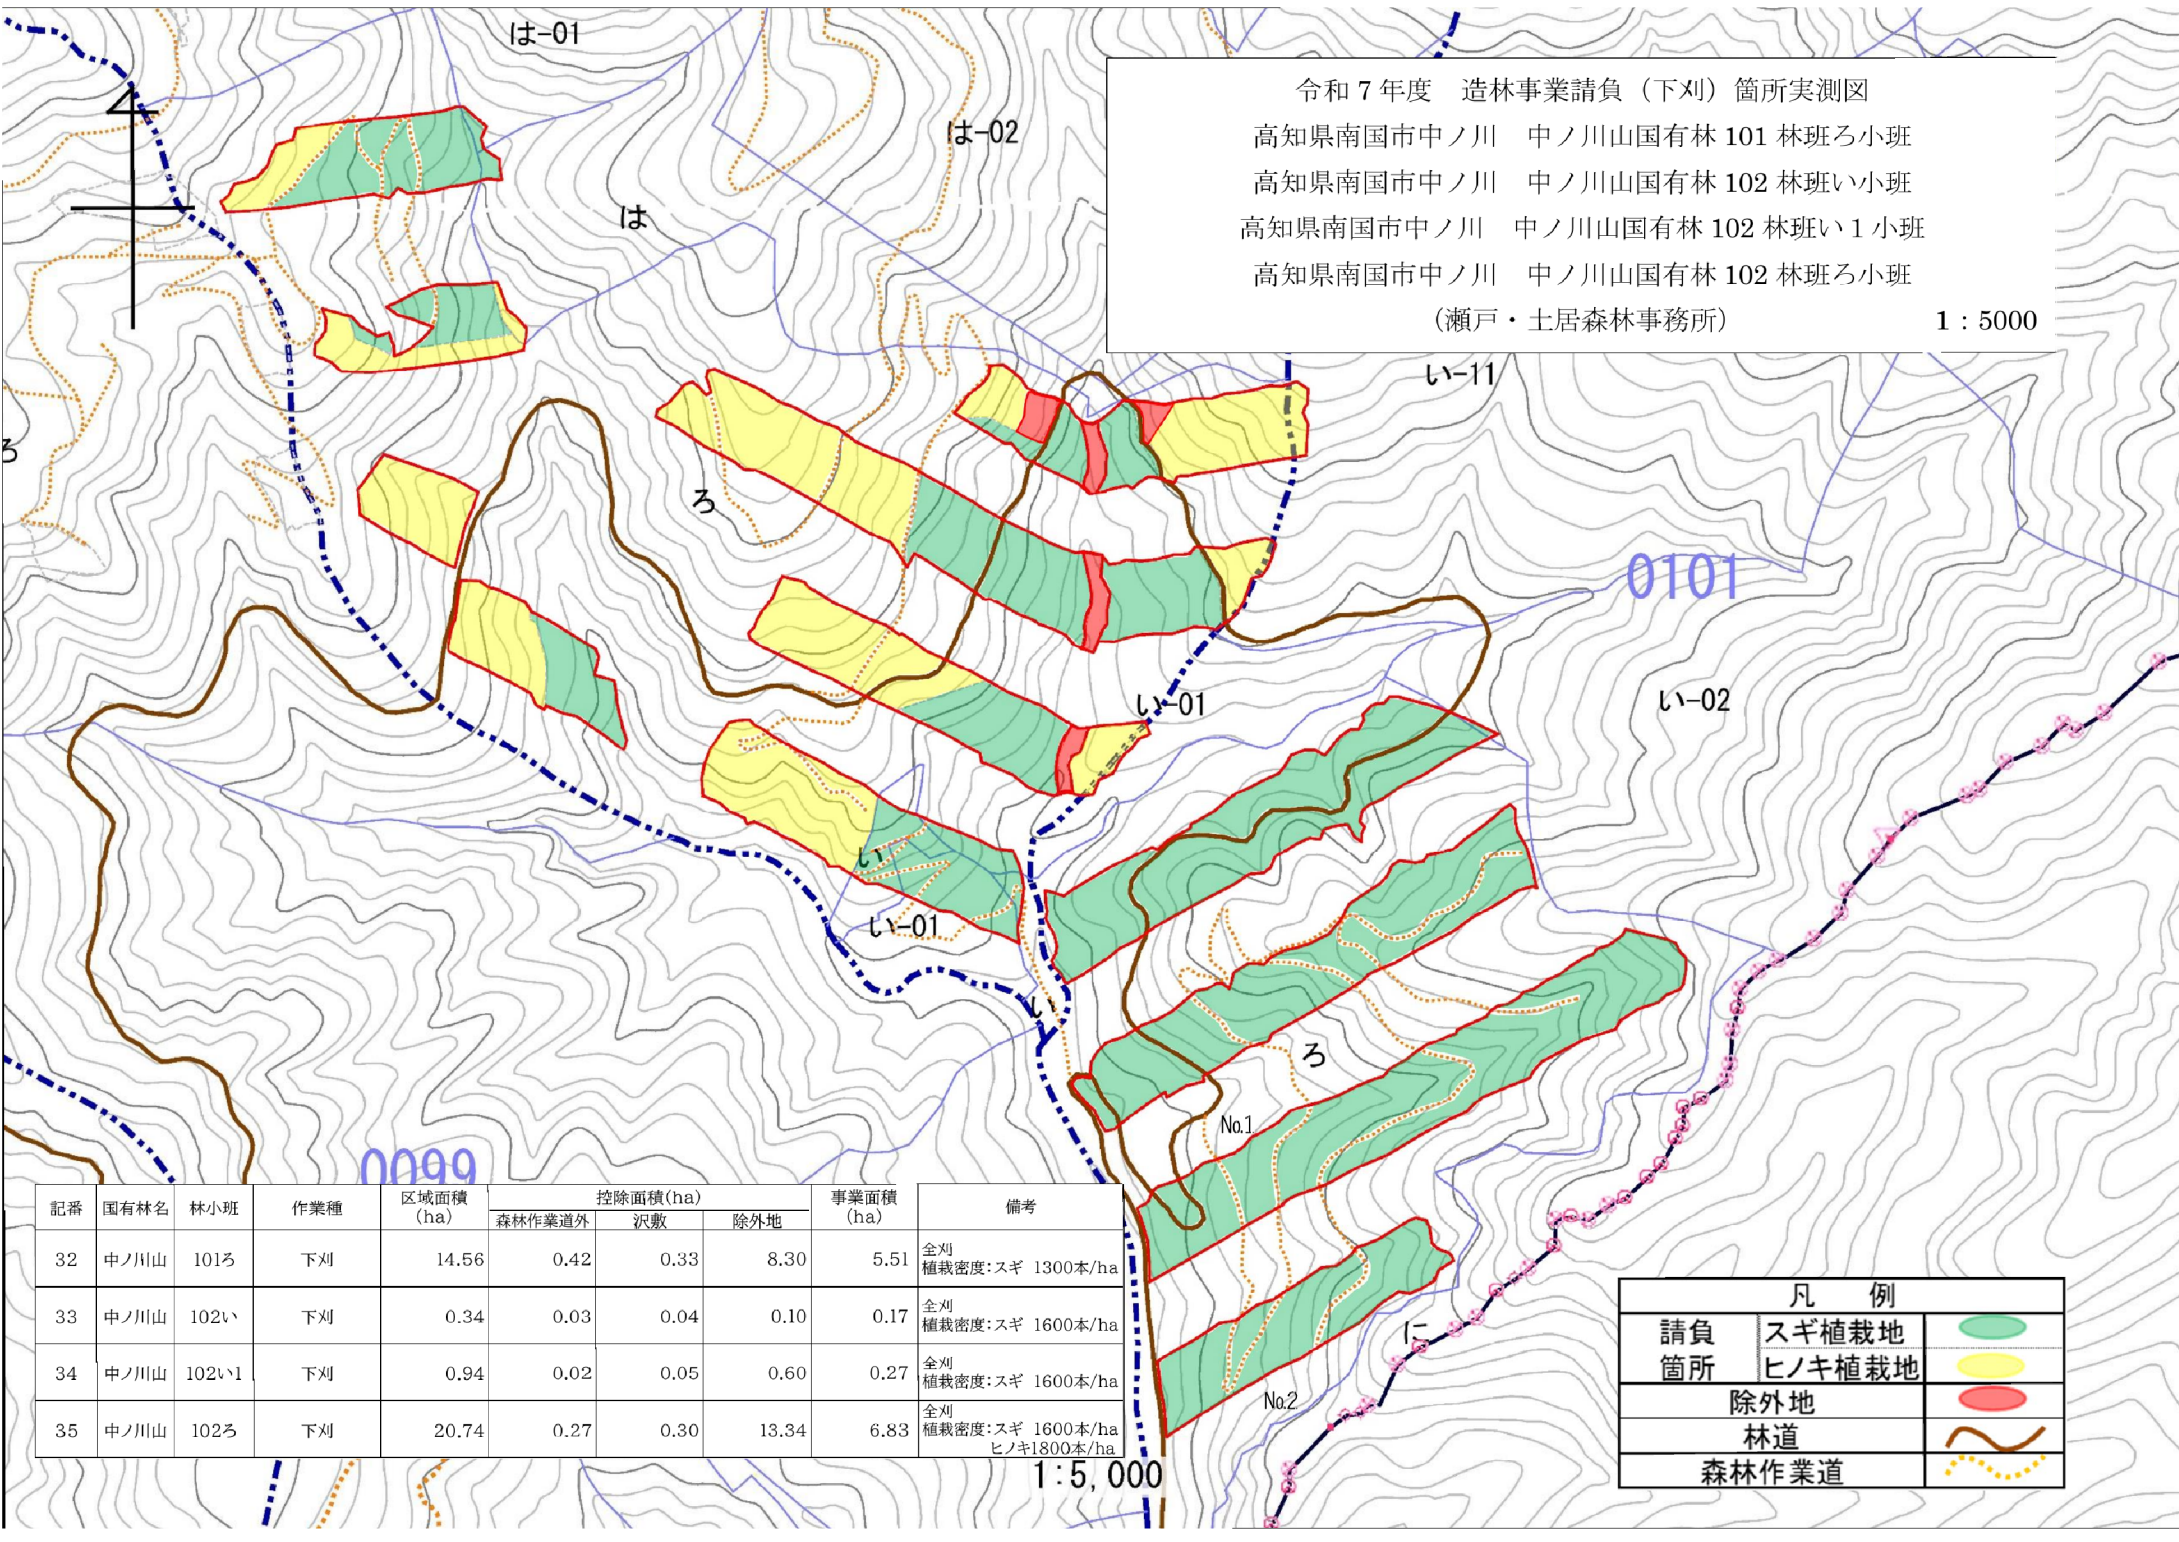 は-01
は-02
は
令和７年度　造林事業請負（下刈）箇所実測図
高知県南国市中ノ川　中ノ川山国有林 101 林班ろ小班
高知県南国市中ノ川　中ノ川山国有林 102 林班い小班
高知県南国市中ノ川　中ノ川山国有林 102 林班い１小班
高知県南国市中ノ川　中ノ川山国有林 102 林班ろ小班
（瀬戸・土居森林事務所）　1：5000
い-11
ろ
ろ
0101
い-01
い-02
い
い-01
い
ろ
No.1
0099
に
No.2
記番 国有林名 林小班 作業種 区域面積(ha) 控除面積(ha) 事業面積(ha) 備考
森林作業道外 沢敷 除外地
32 中ノ川山 101ろ 下刈 14.56 0.42 0.33 8.30 5.51 全刈
植栽密度：スギ 1300本/ha
33 中ノ川山 102い 下刈 0.34 0.03 0.04 0.10 0.17 全刈
植栽密度：スギ 1600本/ha
34 中ノ川山 102い1 下刈 0.94 0.02 0.05 0.60 0.27 全刈
植栽密度：スギ 1600本/ha
35 中ノ川山 102ろ 下刈 20.74 0.27 0.30 13.34 6.83 全刈
植栽密度：スギ 1600本/ha
ヒノキ1800本/ha
1:5,000
凡　例
請負箇所 スギ植栽地
ヒノキ植栽地
除外地
林道
森林作業道